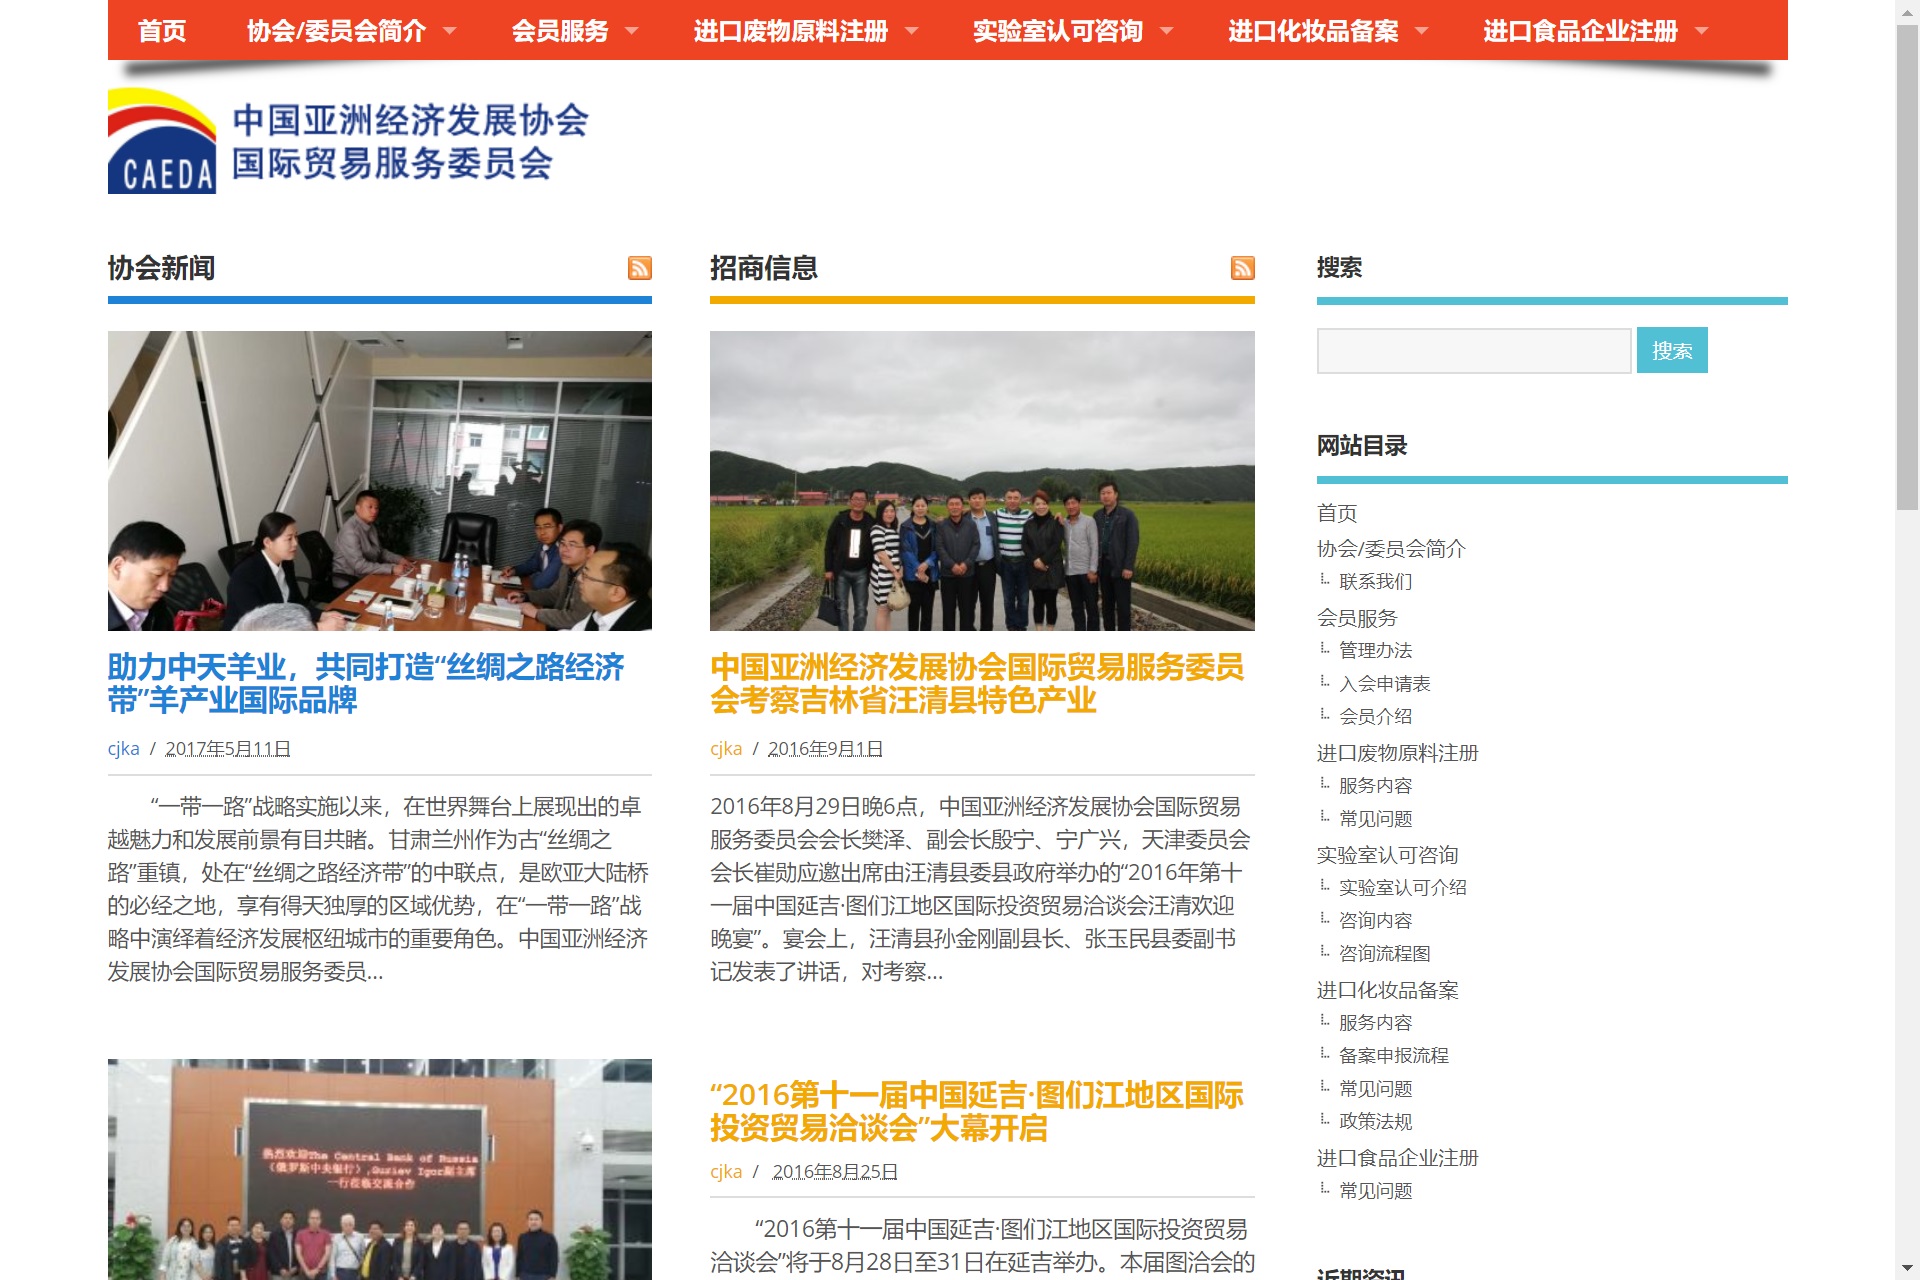 首页 协会/委员会简介 会员服务 进口废物原料注册 实验室认可咨询 进口化妆品备案 进口食品企业注册
CAEDA
中国亚洲经济发展协会
国际贸易服务委员会
协会新闻
助力中天羊业，共同打造“丝绸之路经济
带”羊产业国际品牌
cjka / 2017年5月11日
“一带一路”战略实施以来，在世界舞台上展现出的卓
越魅力和发展前景有目共睹。甘肃兰州作为古“丝绸之
路”重镇，处在“丝绸之路经济带”的中联点，是欧亚大陆桥
的必经之地，享有得天独厚的区域优势，在“一带一路”战
略中演绎着经济发展枢纽城市的重要角色。中国亚洲经济
发展协会国际贸易服务委员…
热烈欢迎The Central Bank of Russia
（俄罗斯中央银行）,Guziev Igor副主席
一行莅临交流合作
招商信息
中国亚洲经济发展协会国际贸易服务委员
会考察吉林省汪清县特色产业
cjka / 2016年9月1日
2016年8月29日晚6点，中国亚洲经济发展协会国际贸易
服务委员会会长樊泽、副会长殷宁、宁广兴，天津委员会
会长崔勋应邀出席由汪清县委县政府举办的“2016年第十
一届中国延吉·图们江地区国际投资贸易洽谈会汪清欢迎
晚宴”。宴会上，汪清县孙金刚副县长、张玉民县委副书
记发表了讲话，对考察…
“2016第十一届中国延吉·图们江地区国际
投资贸易洽谈会”大幕开启
cjka / 2016年8月25日
“2016第十一届中国延吉·图们江地区国际投资贸易
洽谈会”将于8月28日至31日在延吉举办。本届图洽会的
搜索
搜索
网站目录
首页
协会/委员会简介
联系我们
会员服务
管理办法
入会申请表
会员介绍
进口废物原料注册
服务内容
常见问题
实验室认可咨询
实验室认可介绍
咨询内容
咨询流程图
进口化妆品备案
服务内容
备案申报流程
常见问题
政策法规
进口食品企业注册
常见问题
近期资讯